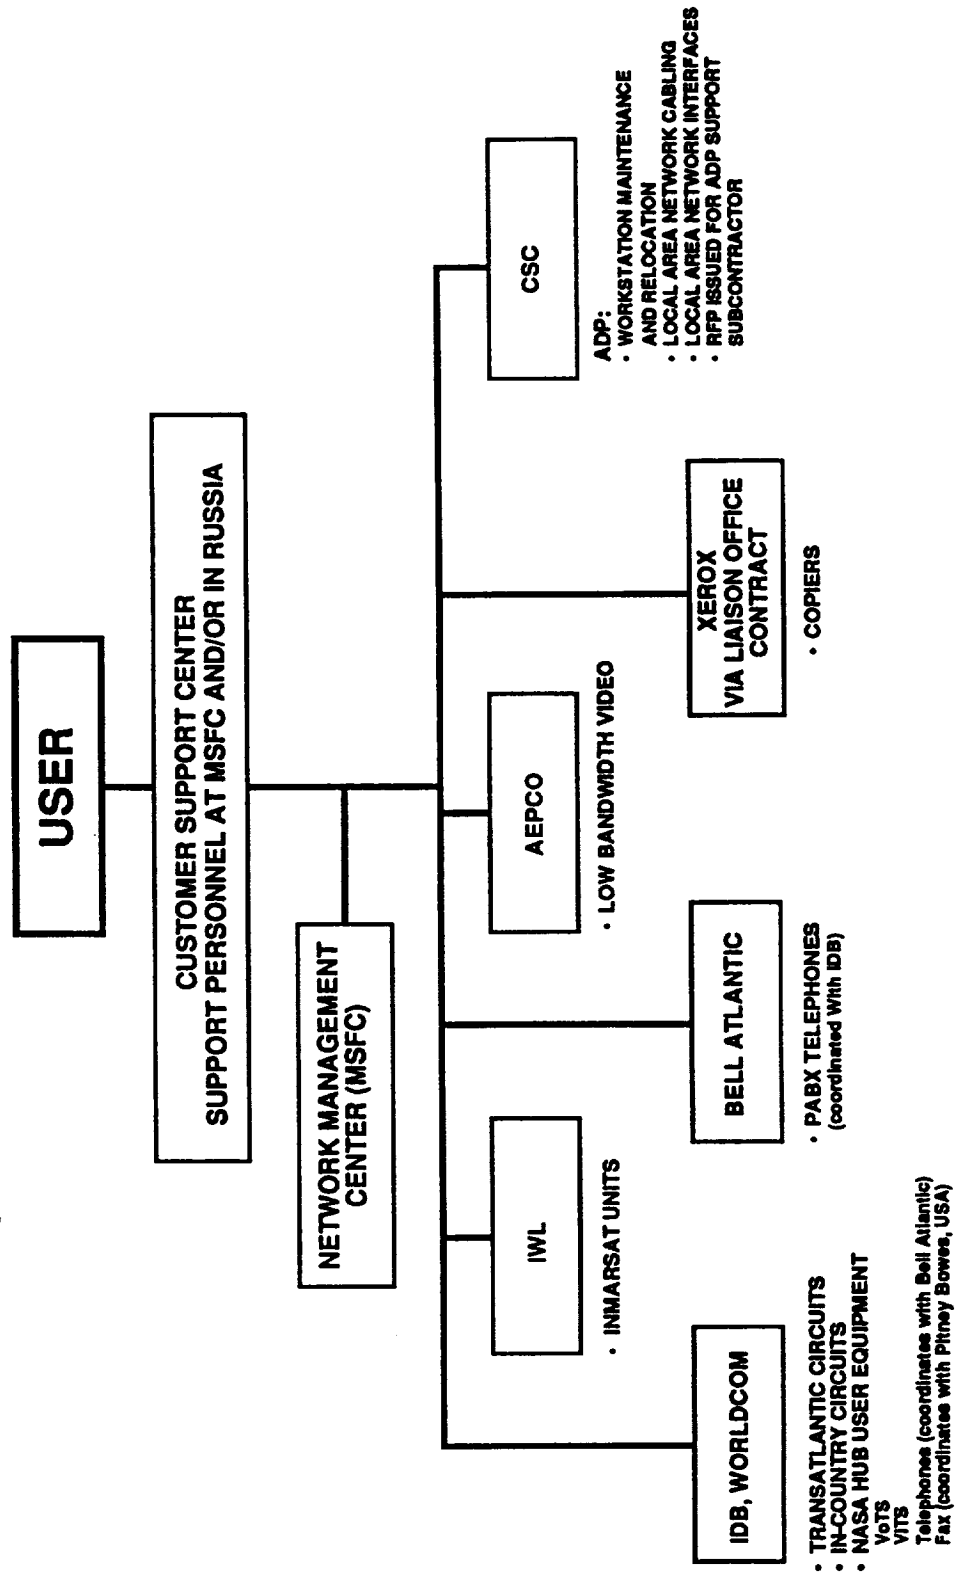 USER
CUSTOMER SUPPORT CENTER
SUPPORT PERSONNEL AT MSFC AND/OR IN RUSSIA
NETWORK MANAGEMENT
CENTER (MSFC)
IDB, WORLDCOM
• TRANSATLANTIC CIRCUITS
• IN-COUNTRY CIRCUITS
• NASA HUB USER EQUIPMENT
VoTS
ViTS
Telephones (coordinates with Bell Atlantic)
Fax (coordinates with Pitney Bowes, USA)
IWL
• INMARSAT UNITS
BELL ATLANTIC
• PABX TELEPHONES
(coordinated With IDB)
AEPCO
• LOW BANDWIDTH VIDEO
XEROX
VIA LIAISON OFFICE
CONTRACT
• COPIERS
CSC
ADP:
• WORKSTATION MAINTENANCE
AND RELOCATION
• LOCAL AREA NETWORK CABLING
• LOCAL AREA NETWORK INTERFACES
• RFP ISSUED FOR ADP SUPPORT
SUBCONTRACTOR